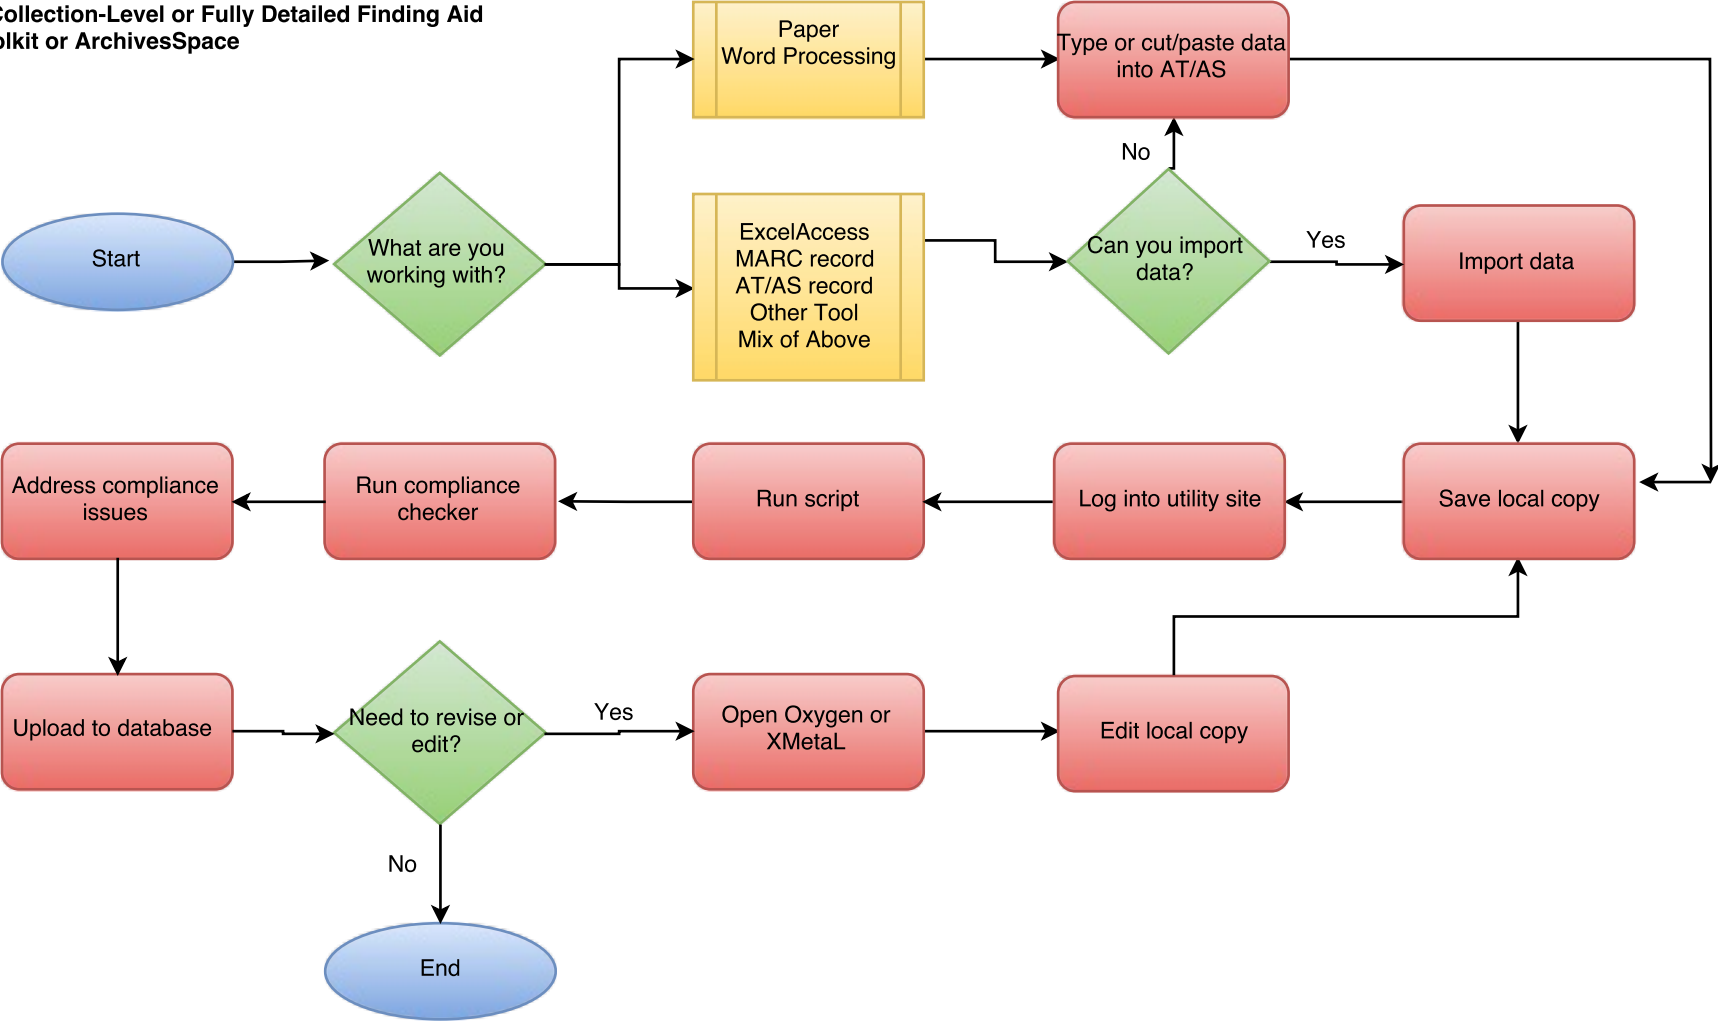 Collection-Level or Fully Detailed Finding Aid
olkit or ArchivesSpace
Paper
Word Processing
Type or cut/paste data
into AT/AS
No
Start
What are you
working with?
ExcelAccess
MARC record
AT/AS record
Other Tool
Mix of Above
Can you import
data?
Yes
Import data
Address compliance
issues
Run compliance
checker
Run script
Log into utility site
Save local copy
Upload to database
Need to revise or
edit?
Yes
Open Oxygen or
XMetaL
Edit local copy
No
End